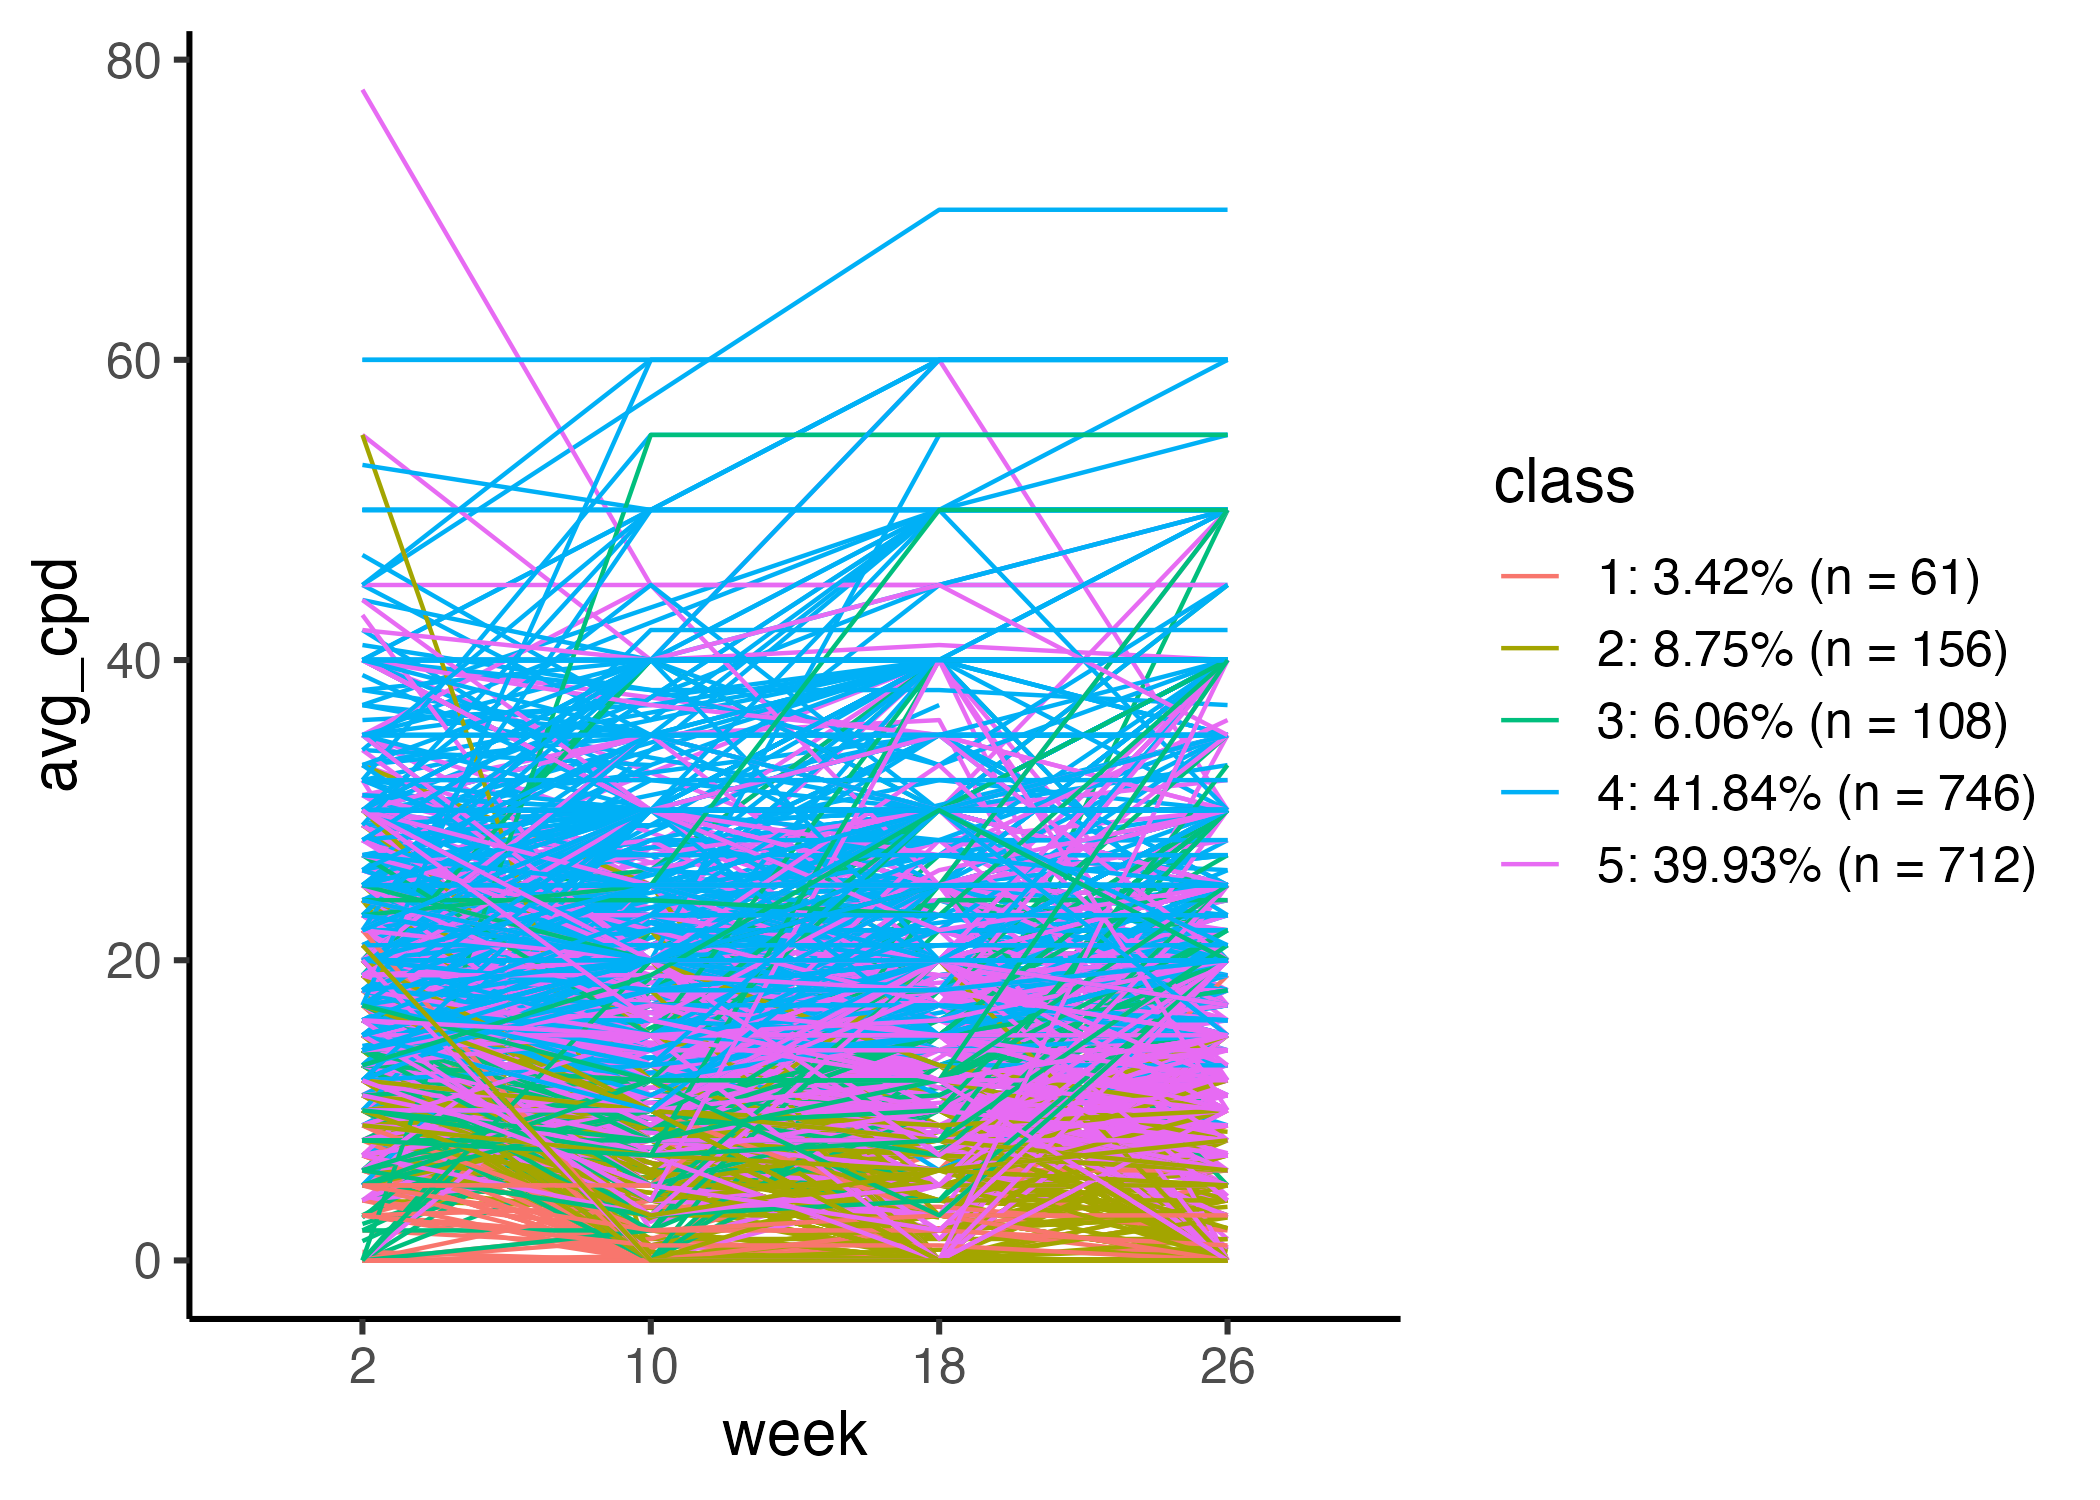 80
60
40
20
0
avg_cpd
2 10 18 26
week
class
1: 3.42% (n = 61)
2: 8.75% (n = 156)
3: 6.06% (n = 108)
4: 41.84% (n = 746)
5: 39.93% (n = 712)